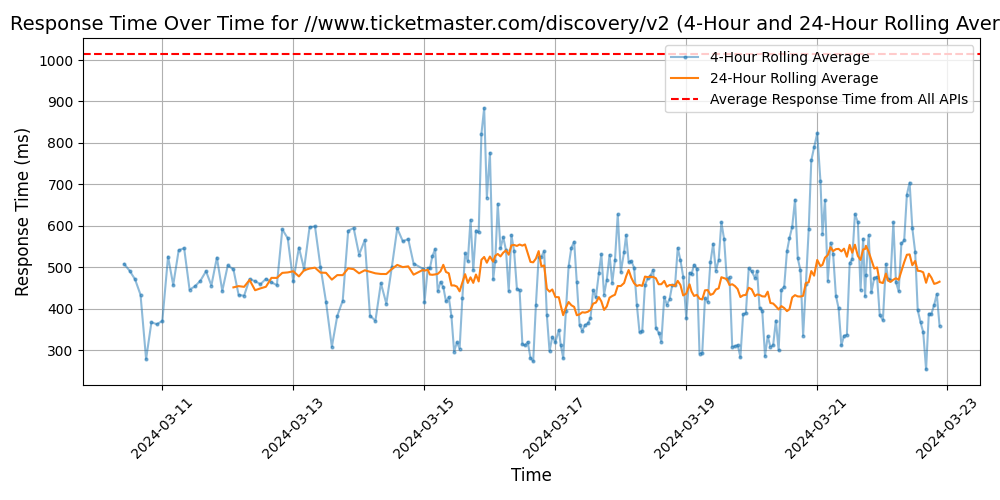 Response Time Over Time for //www.ticketmaster.com/discovery/v2 (4-Hour and 24-Hour Rolling Aver
4-Hour Rolling Average
24-Hour Rolling Average
Average Response Time from All APIs
Response Time (ms)
1000
900
800
700
600
500
400
300
2024-03-11
2024-03-13
2024-03-15
2024-03-17
2024-03-19
2024-03-21
2024-03-23
Time